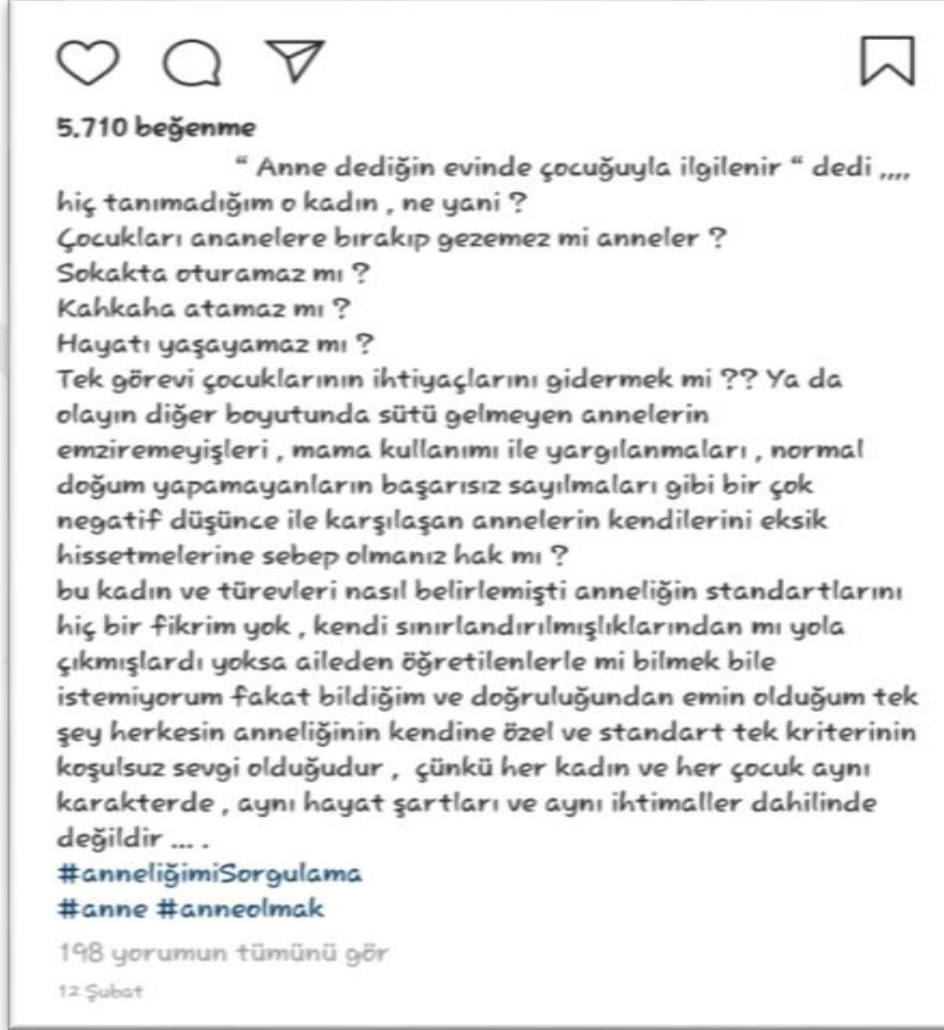 5.710 beğenme
“ Anne dediğin evinde çocuğuyla ilgilenir “ dedi ,,,,
hiç tanımadığım o kadın , ne yani ?
Çocukları ananelere bırakıp gezemez mi anneler ?
Sokakta oturamaz mı ?
Kahkaha atamaz mı ?
Hayatı yaşayamaz mı ?
Tek görevi çocuklarının ihtiyaçlarını gidermek mi ?? Ya da
olayın diğer boyutunda sütü gelmeyen annelerin
emziremeyişleri , mama kullanımı ile yargılanmaları , normal
doğum yapamayanların başarısız sayılmaları gibi bir çok
negatif düşünce ile karşılaşan annelerin kendilerini eksik
hissetmelerine sebep olmanız hak mı ?
bu kadın ve türevleri nasıl belirlemişti anneliğin standartlarını
hiç bir fikrim yok , kendi sınırlandırılmışlıklarından mı yola
çıkmışlardı yoksa aileden öğretilenlerle mi bilmek bile
istemiyorum fakat bildiğim ve doğruluğundan emin olduğum tek
şey herkesin anneliğinin kendine özel ve standart tek kriterinin
koşulsuz sevgi olduğudur , çünkü her kadın ve her çocuk aynı
karakterde , aynı hayat şartları ve aynı ihtimaller dahilinde
değildir ... .
#anneliğimiSorgulama
#anne #anneolmak
198 yorumun tümünü gör
12 Şubat